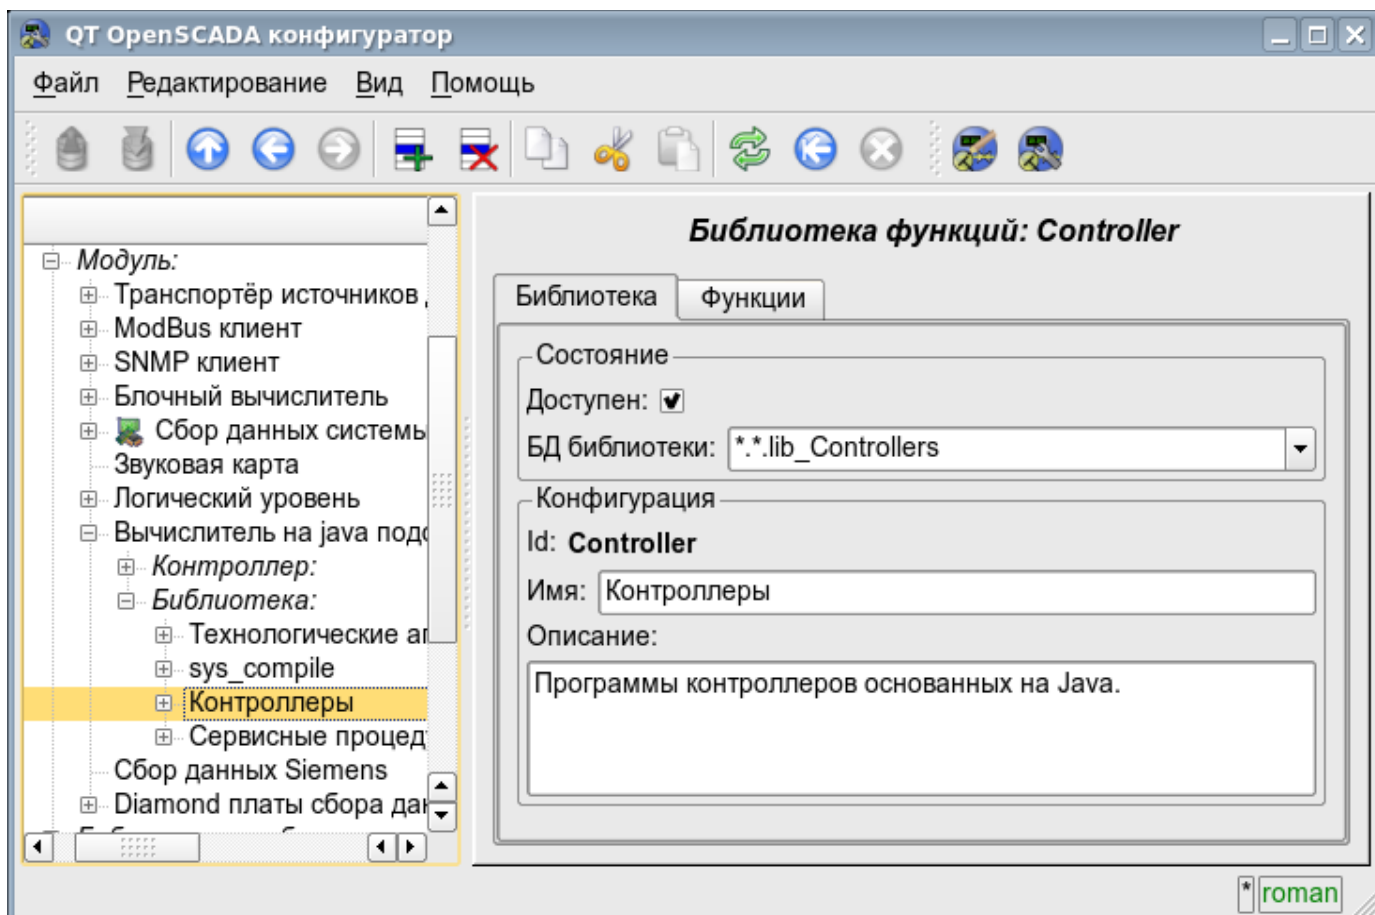 QT OpenSCADA конфигуратор
Файл Редактирование Вид Помощь
Модуль:
Транспортёр источников
ModBus клиент
SNMP клиент
Блочный вычислитель
Сбор данных системы
Звуковая карта
Логический уровень
Вычислитель на java
Контроллер:
Библиотека:
Технологические
sys_compile
Контроллеры
Сервисные
Сбор данных Siemens
Diamond платы сбора
Библиотека функций: Controller
Библиотека Функции
Состояние
Доступен:
БД библиотеки: *.*.lib_Controllers
Конфигурация
Id: Controller
Имя: Контроллеры
Описание:
Программы контроллеров основанных на Java.
* roman